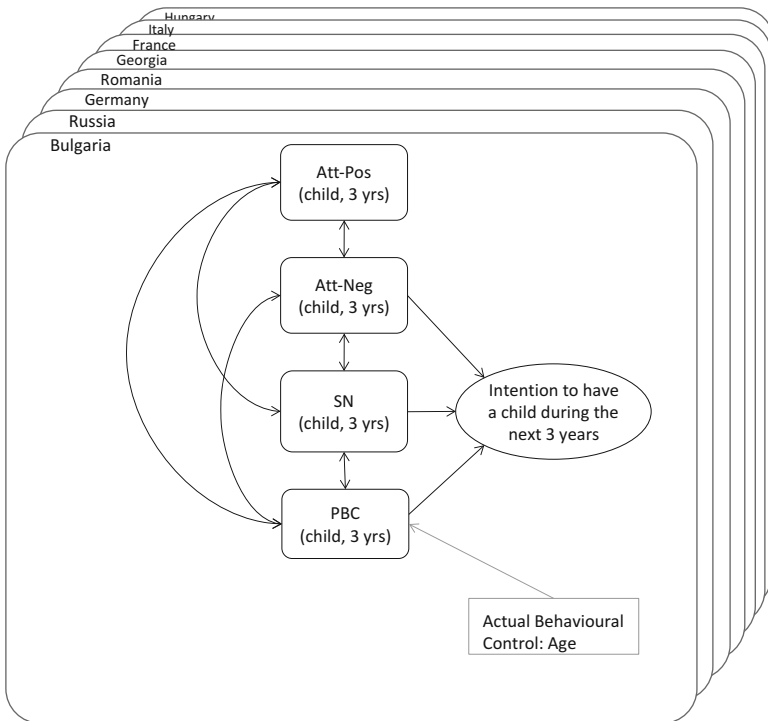 Hungary
Italy
France
Georgia
Romania
Germany
Russia
Bulgaria
Att-Pos
(child, 3 yrs)
Att-Neg
(child, 3 yrs)
SN
(child, 3 yrs)
PBC
(child, 3 yrs)
Intention to have
a child during the
next 3 years
Actual Behavioural
Control: Age